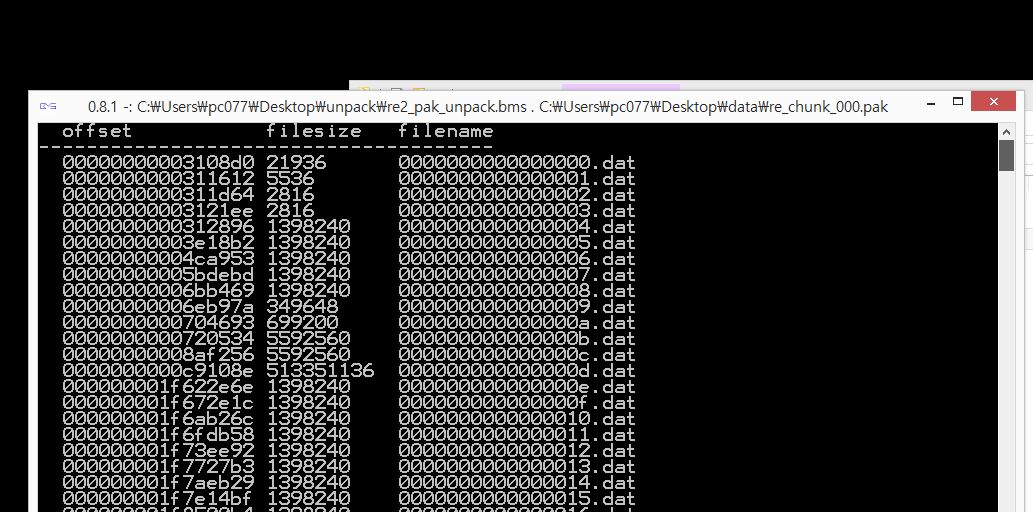 0.8.1 -: C:₩Users₩pc077₩Desktop₩unpack₩re2_pak_unpack.bms . C:₩Users₩pc077₩Desktop₩data₩re_chunk_000.pak
offset filesize filename
--------------------------------------
00000000003108d0 21936 0000000000000000.dat
0000000000311612 5536 0000000000000001.dat
0000000000311d64 2816 0000000000000002.dat
00000000003121ee 2816 0000000000000003.dat
0000000000312896 1398240 0000000000000004.dat
00000000003e18b2 1398240 0000000000000005.dat
00000000004ca953 1398240 0000000000000006.dat
00000000005bdebd 1398240 0000000000000007.dat
00000000006bb469 1398240 0000000000000008.dat
00000000006eb97a 349648 0000000000000009.dat
0000000000704693 699200 000000000000000a.dat
0000000000720534 5592560 000000000000000b.dat
00000000008af256 5592560 000000000000000c.dat
0000000000c9108e 513351136 000000000000000d.dat
000000001f622e6e 1398240 000000000000000e.dat
000000001f672e1c 1398240 000000000000000f.dat
000000001f6ab26c 1398240 0000000000000010.dat
000000001f6fdb58 1398240 0000000000000011.dat
000000001f73ee92 1398240 0000000000000012.dat
000000001f7727b3 1398240 0000000000000013.dat
000000001f7aeb29 1398240 0000000000000014.dat
000000001f7e14bf 1398240 0000000000000015.dat